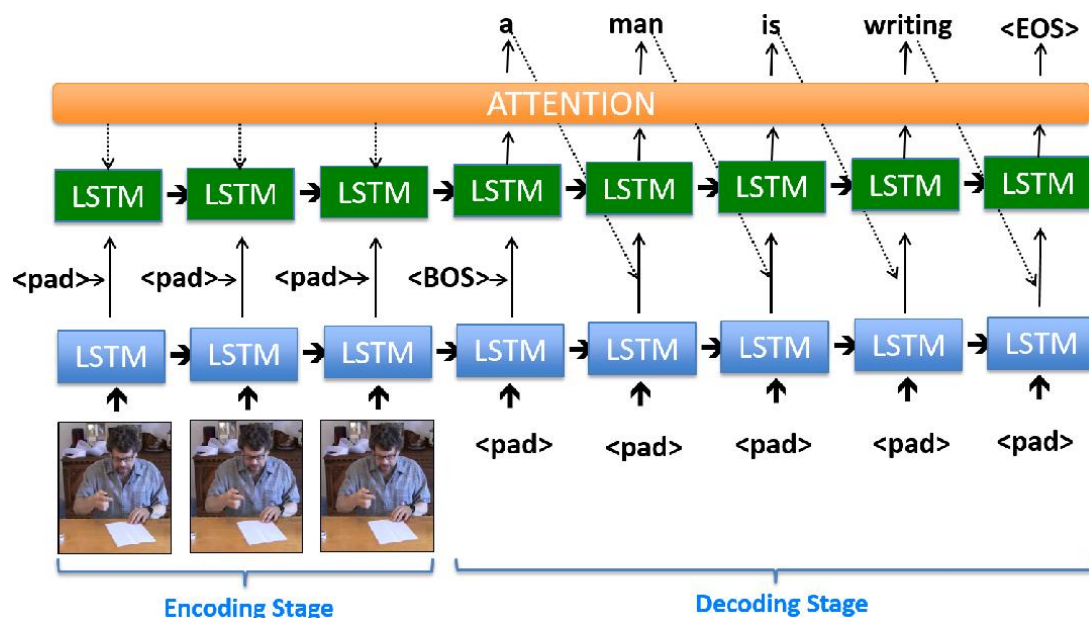 a man is writing <EOS>
ATTENTION
LSTM LSTM LSTM LSTM LSTM LSTM LSTM LSTM
<pad> <pad> <pad> <BOS>
LSTM LSTM LSTM LSTM LSTM LSTM LSTM LSTM
<pad> <pad> <pad> <pad> <pad>
Encoding Stage Decoding Stage